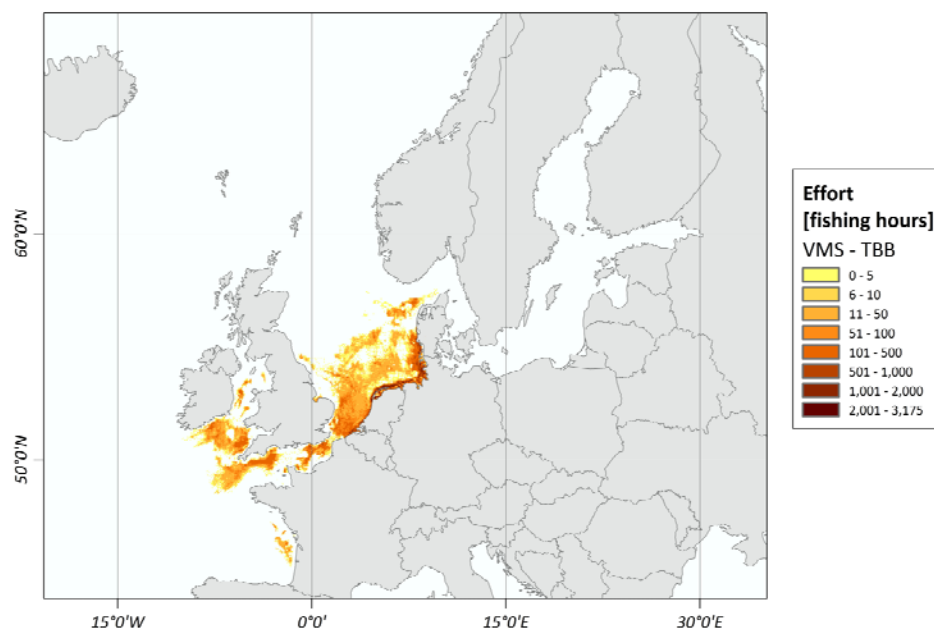 60°0'N
50°0'N
15°0'W
0°0'
15°0'E
30°0'E
Effort
[fishing hours]
VMS - TBB
0 - 5
6 - 10
11 - 50
51 - 100
101 - 500
501 - 1,000
1,001 - 2,000
2,001 - 3,175